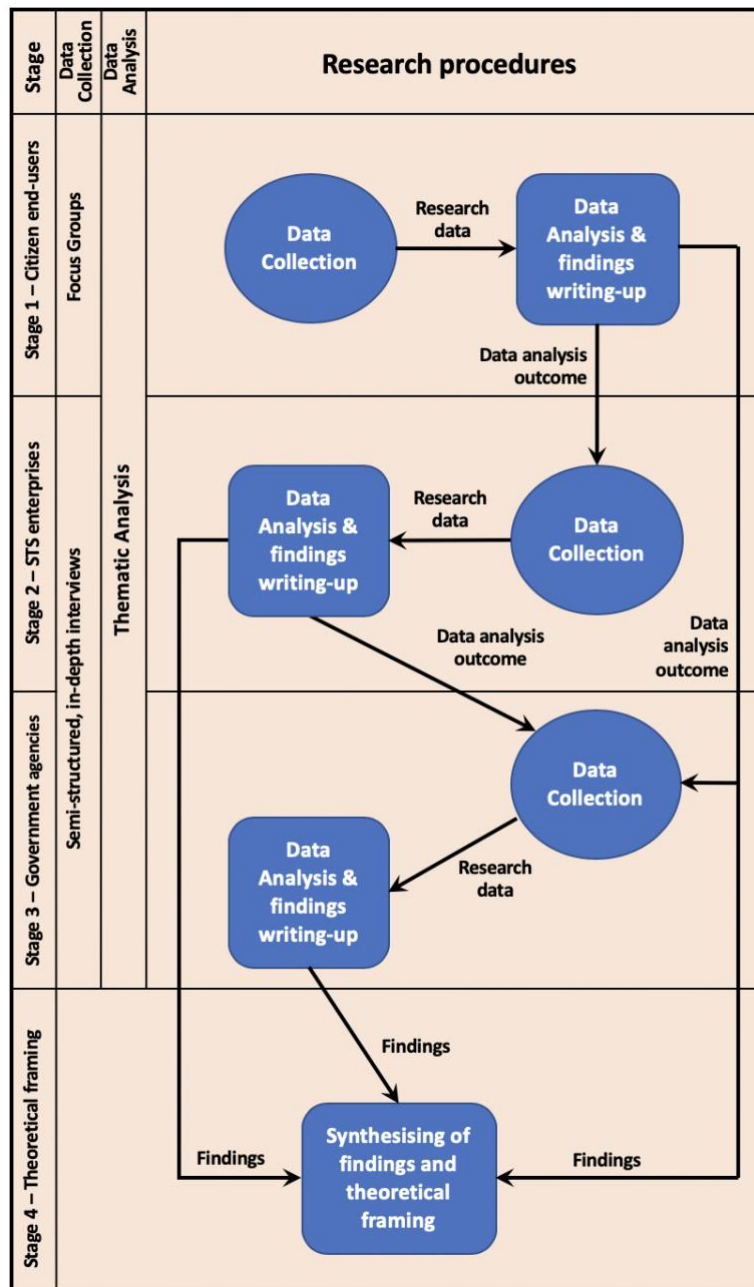 Stage
Data
Collection
Data
Analysis
Research procedures
Stage 1 – Citizen end-users
Focus Groups
Data
Collection
Research
data
Data
Analysis &
findings
writing-up
Data analysis
outcome
Stage 2 – STS enterprises
Semi-structured, in-depth interviews
Thematic Analysis
Data
Analysis &
findings
writing-up
Research
data
Data
Collection
Data analysis
outcome
Data
analysis
outcome
Stage 3 – Government agencies
Data
Collection
Data
Analysis &
findings
writing-up
Research
data
Stage 4 – Theoretical framing
Findings
Findings
Synthesising of
findings and
theoretical
framing
Findings